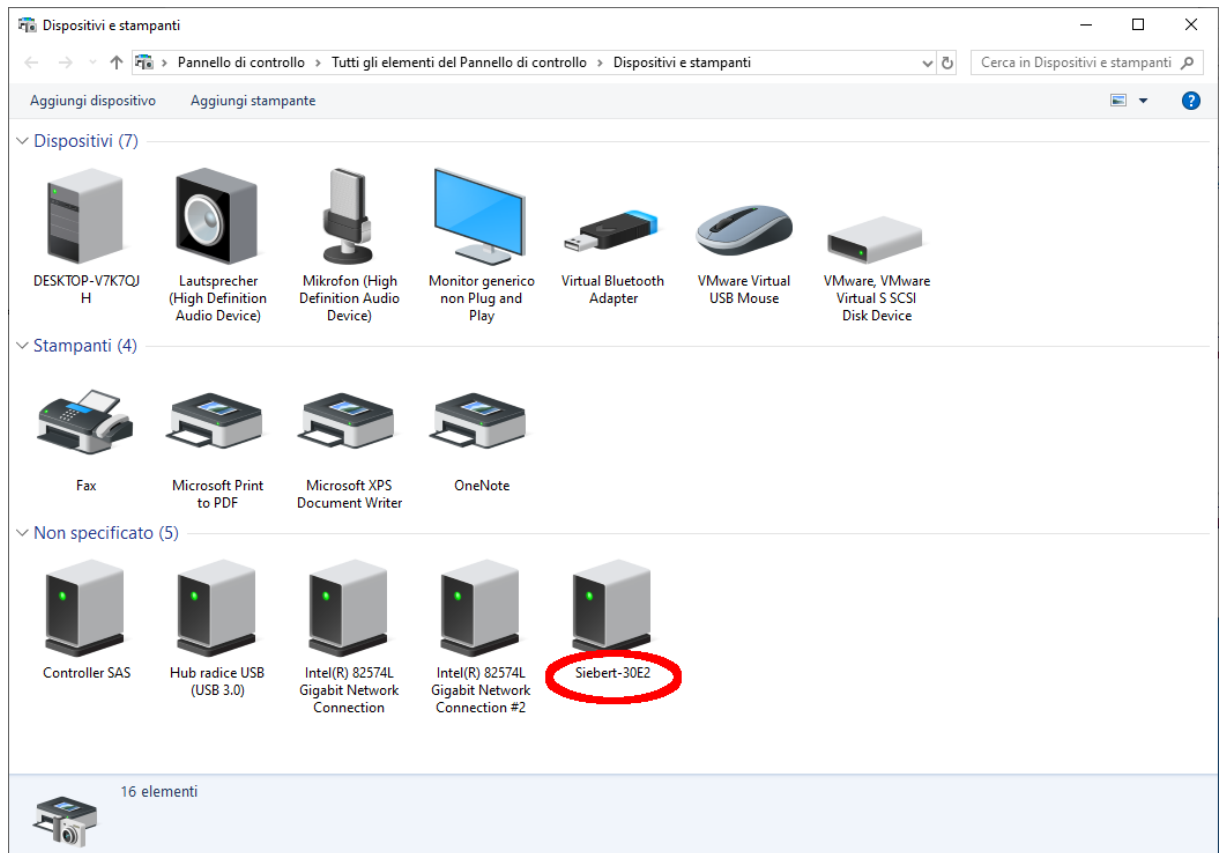 Dispositivi e stampanti
Pannello di controllo > Tutti gli elementi del Pannello di controllo > Dispositivi e stampanti
Cerca in Dispositivi e stampanti
Aggiungi dispositivo Aggiungi stampante
?
Dispositivi (7)
DESKTOP-V7K7QJ
H
Lautsprecher
(High Definition
Audio Device)
Mikrofon (High
Definition Audio
Device)
Monitor generico
non Plug and
Play
Virtual Bluetooth
Adapter
VMware Virtual
USB Mouse
VMware, VMware
Virtual S SCSI
Disk Device
Stampanti (4)
Fax
Microsoft Print
to PDF
Microsoft XPS
Document Writer
OneNote
Non specificato (5)
Controller SAS
Hub radice USB
(USB 3.0)
Intel(R) 82574L
Gigabit Network
Connection
Intel(R) 82574L
Gigabit Network
Connection #2
Siebert-30E2
16 elementi